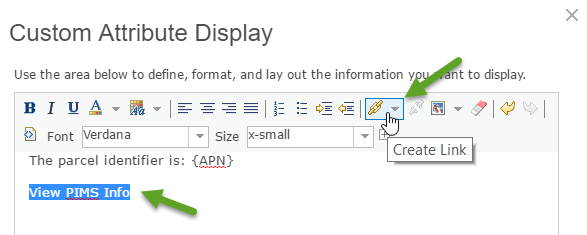 Custom Attribute Display
Use the area below to define, format, and lay out the information you want to display.
B I U A
Font Verdana Size x-small
Create Link
The parcel identifier is: {APN}
View PIMS Info